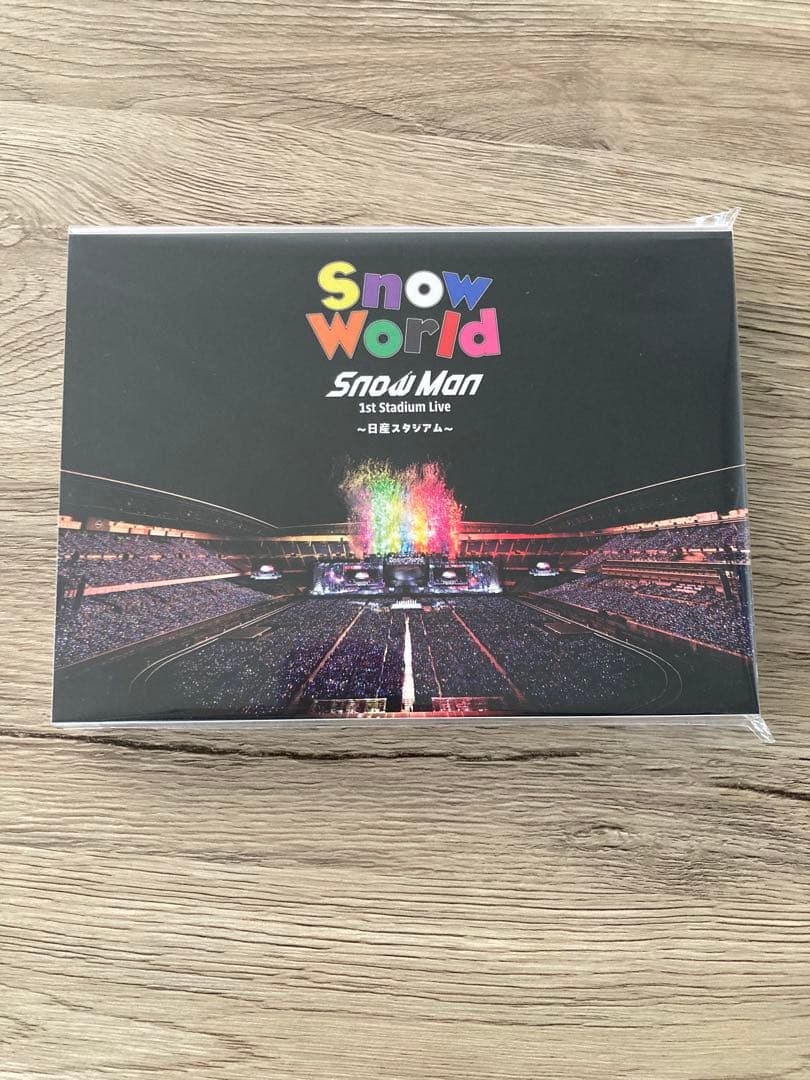 Snow
World
Snow Man
1st Stadium Live
～日産スタジアム～